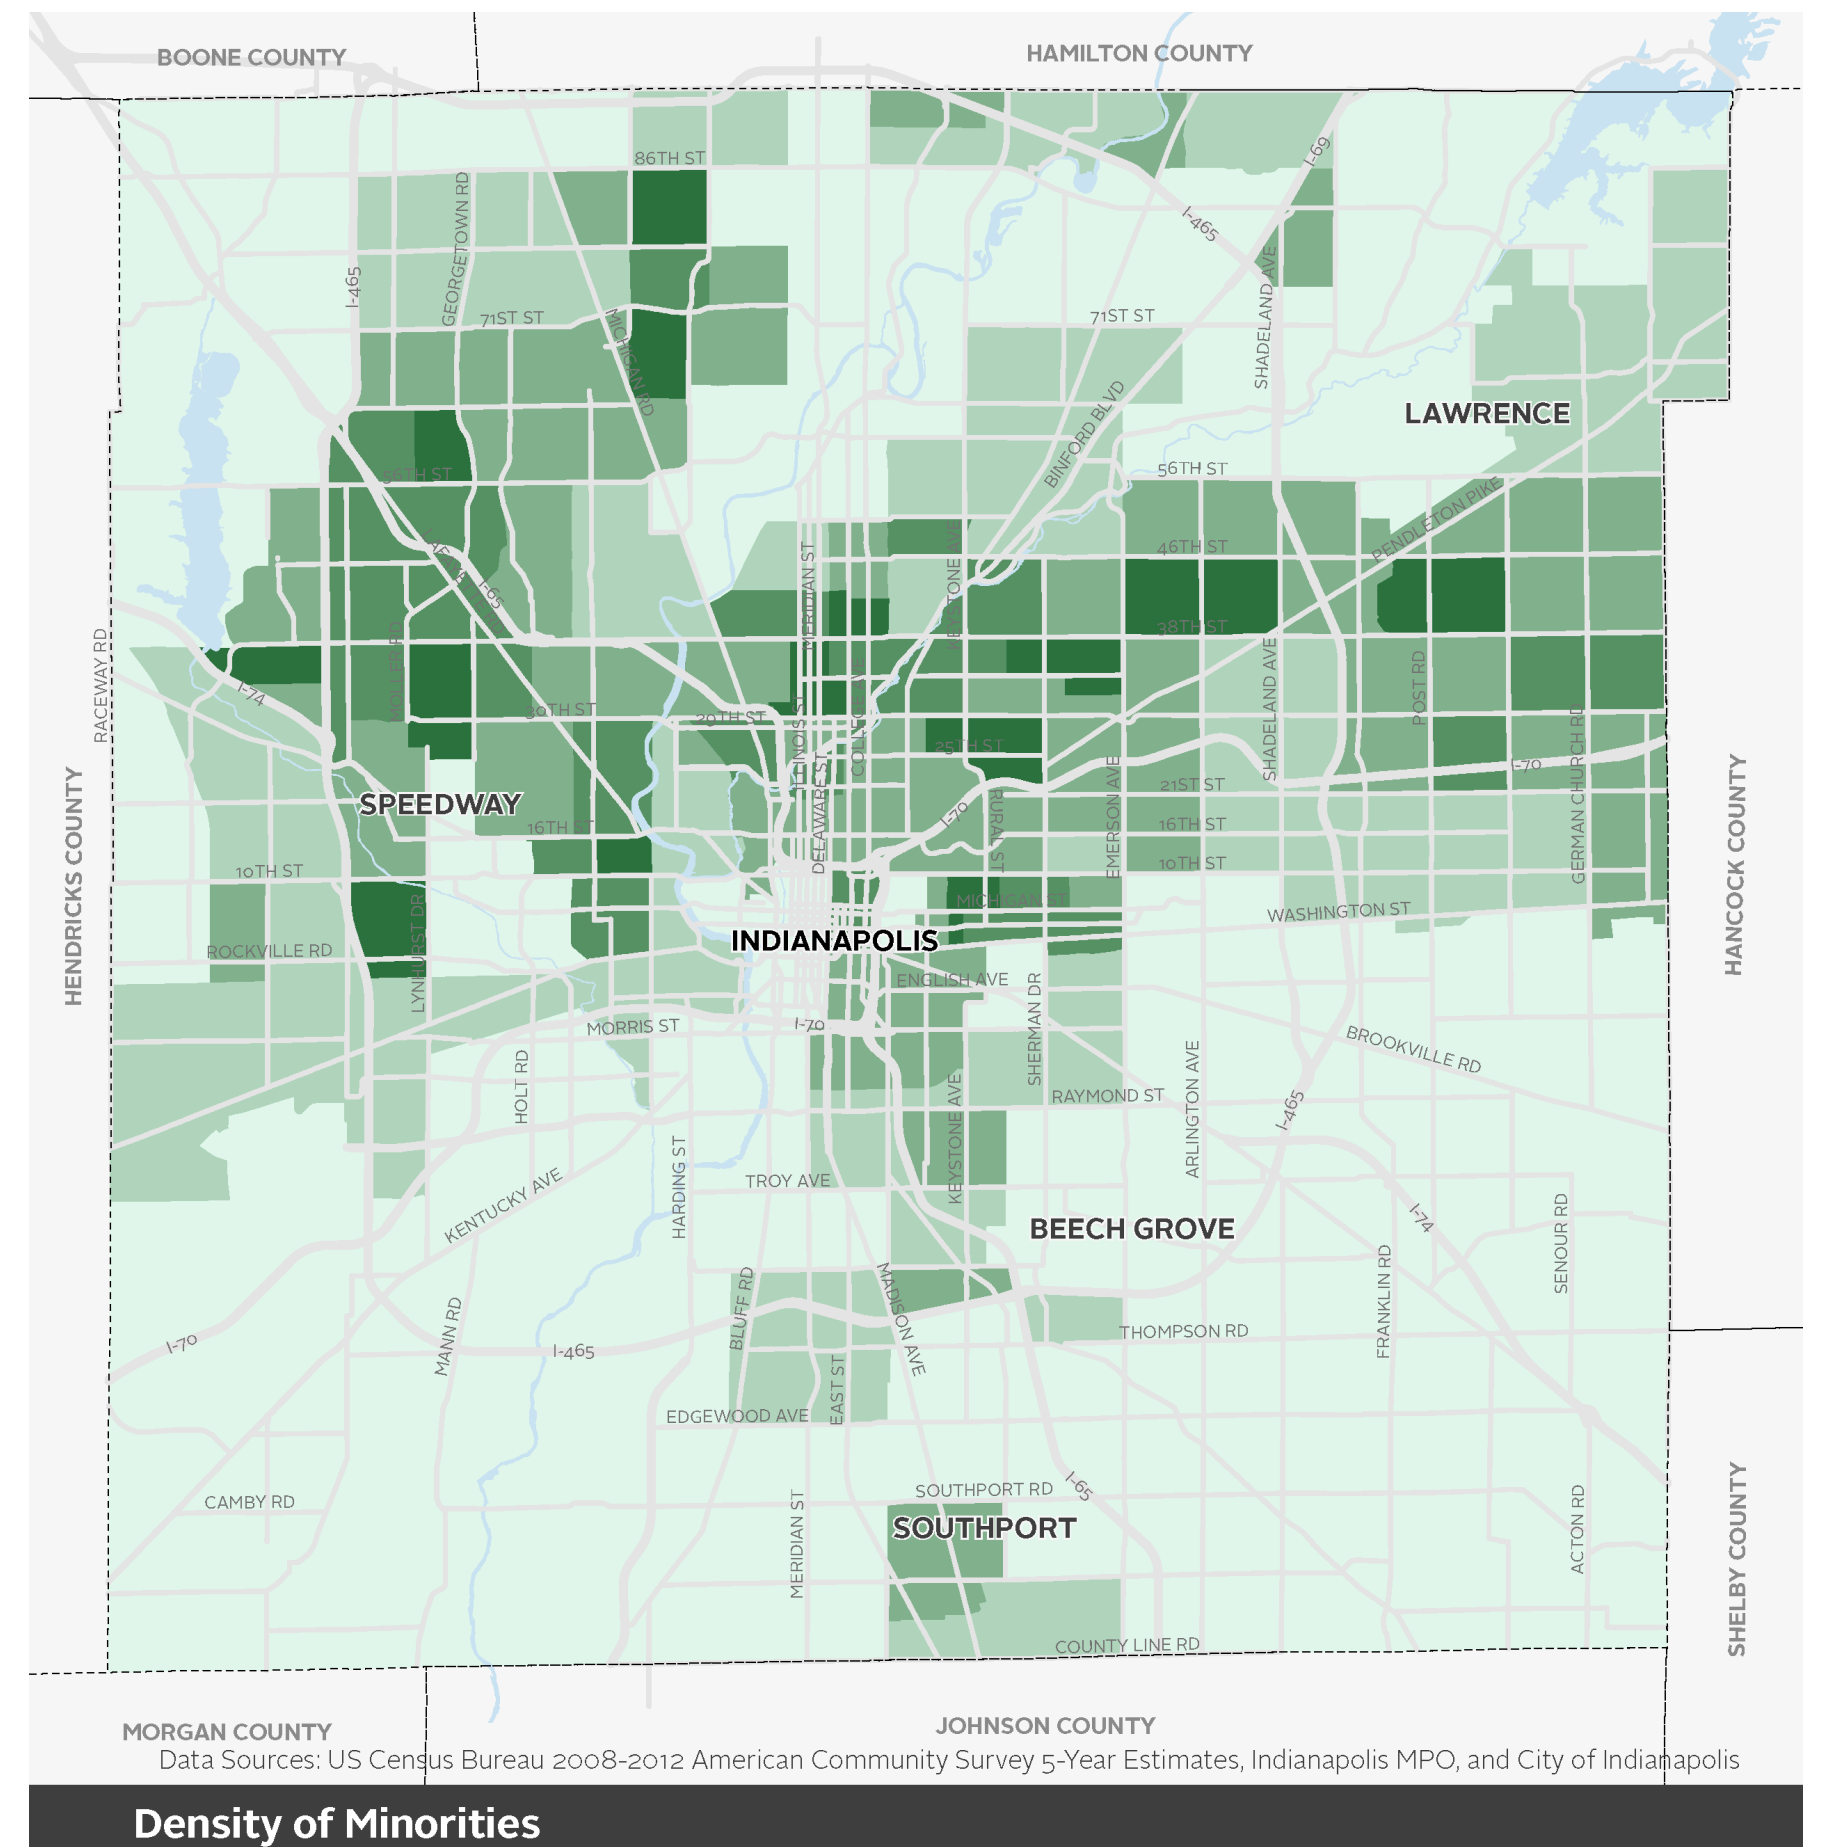 BOONE COUNTY
HAMILTON COUNTY
86TH ST
I-69
GEORGETOWN RD
I-465
I-465
SHADELAND AVE
71ST ST
MICHIGAN RD
71ST ST
BINFORD BLVD
LAWRENCE
56TH ST
56TH ST
PENDLETON PIKE
46TH ST
KEYSTONE AVE
MERIDIAN ST
I-65
38TH ST
RACEWAY RD
MOLLER RD
KEYSTONE AVE
SHADELAND AVE
POST RD
I-74
30TH ST
29TH ST
ILLINOIS ST
COLLEGE AVE
25TH ST
GERMAN CHURCH RD
I-70
21ST ST
HENDRICKS COUNTY
HANCOCK COUNTY
SPEEDWAY
DELAWARE ST
I-70
RURAL ST
EMERSON AVE
16TH ST
16TH ST
10TH ST
10TH ST
MICHIGAN ST
WASHINGTON ST
LYNHURST DR
ROCKVILLE RD
INDIANAPOLIS
ENGLISH AVE
SHERMAN DR
MORRIS ST
I-70
BROOKVILLE RD
HOLT RD
KEYSTONE AVE
RAYMOND ST
ARLINGTON AVE
I-465
HARDING ST
TROY AVE
KENTUCKY AVE
BEECH GROVE
I-74
SENOUR RD
FRANKLIN RD
BLUFF RD
MADISON AVE
THOMPSON RD
I-70
MANN RD
I-465
EAST ST
EDGEWOOD AVE
CAMBY RD
SOUTHPORT RD
I-65
MERIDIAN ST
SOUTHPORT
ACTON RD
SHELBY COUNTY
COUNTY LINE RD
MORGAN COUNTY
JOHNSON COUNTY
Data Sources: US Census Bureau 2008-2012 American Community Survey 5-Year Estimates, Indianapolis MPO, and City of Indianapolis
Density of Minorities